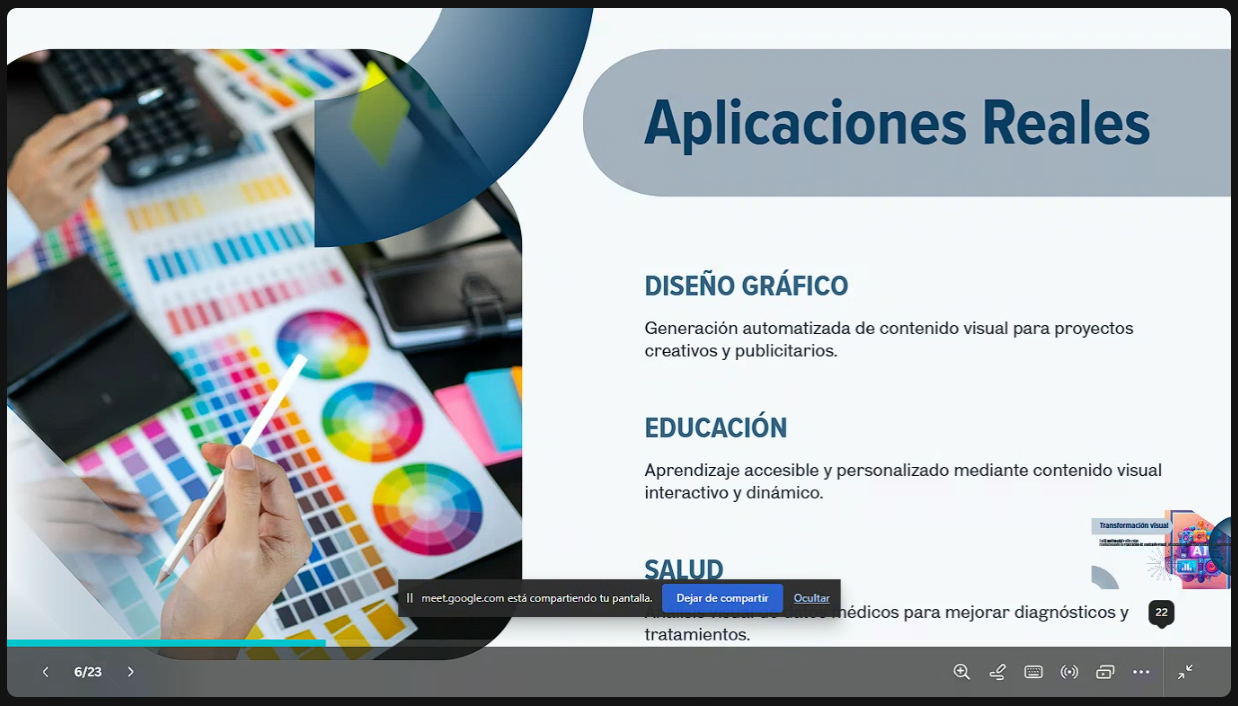 Aplicaciones Reales
DISEÑO GRÁFICO
Generación automatizada de contenido visual para proyectos
creativos y publicitarios.
EDUCACIÓN
Aprendizaje accesible y personalizado mediante contenido visual
interactivo y dinámico.
Transformación visual
AI
SALUD
meet.google.com está compartiendo tu pantalla.
Dejar de compartir
Ocultar
médicos para mejorar diagnósticos y
tratamientos.
22
6/23